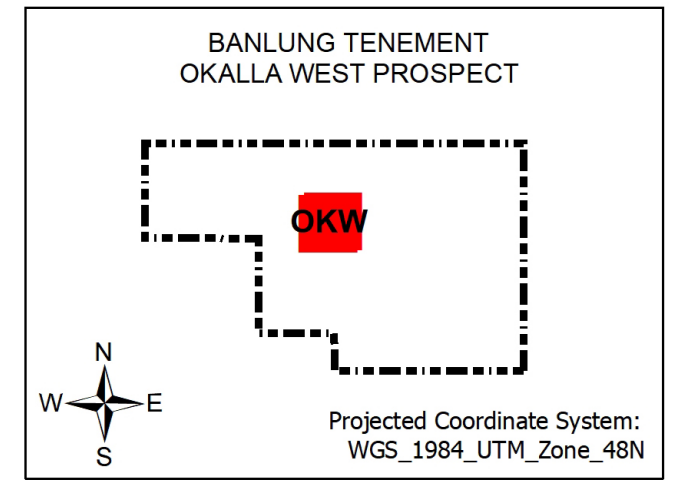 BANLUNG TENEMENT
OKALLA WEST PROSPECT
OKW
N
W E
S
Projected Coordinate System:
WGS_1984_UTM_Zone_48N